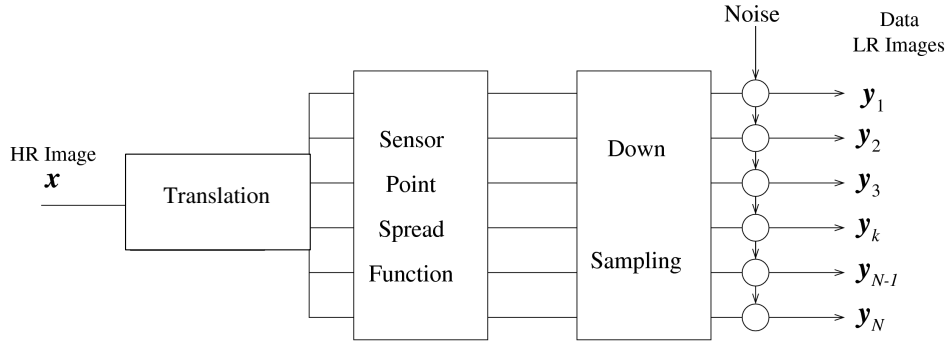 Noise
Data
LR Images
HR Image
x
Translation
Sensor
Point
Spread
Function
Down
Sampling
y1
y2
y3
yk
yN-1
yN